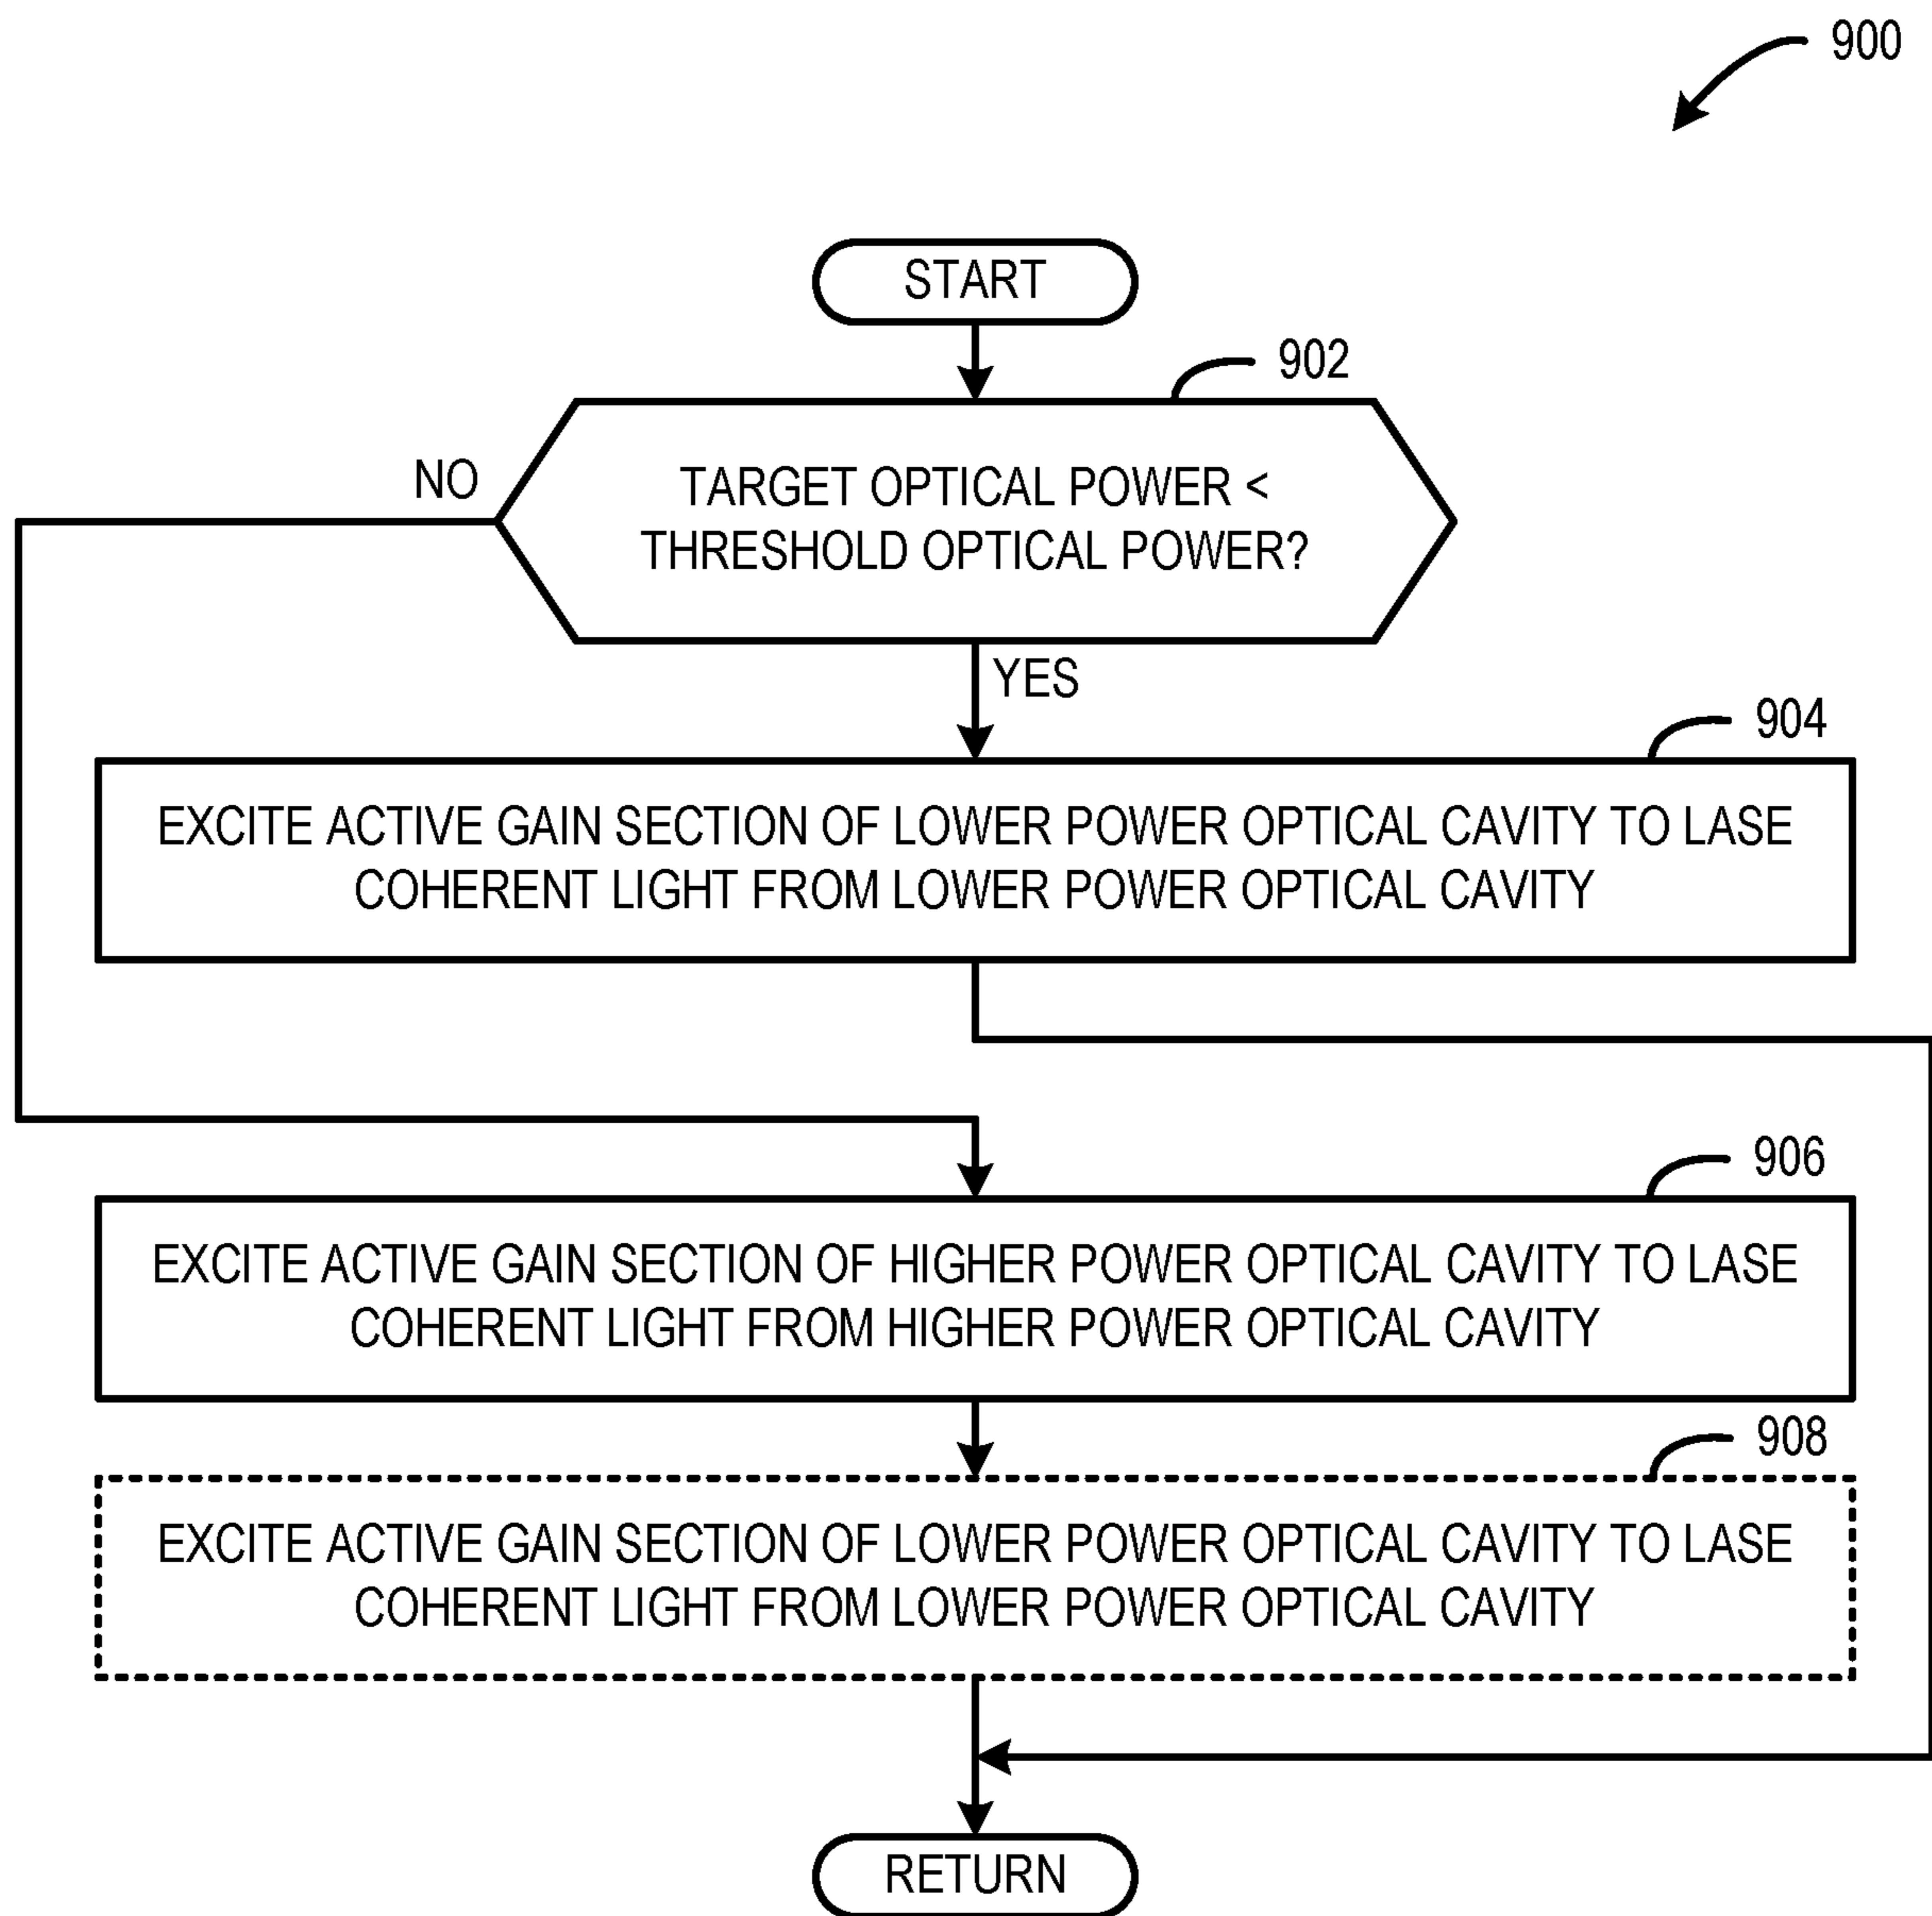 900
START
902
NO
TARGET OPTICAL POWER <
THRESHOLD OPTICAL POWER?
YES
904
EXCITE ACTIVE GAIN SECTION OF LOWER POWER OPTICAL CAVITY TO LASE
COHERENT LIGHT FROM LOWER POWER OPTICAL CAVITY
906
EXCITE ACTIVE GAIN SECTION OF HIGHER POWER OPTICAL CAVITY TO LASE
COHERENT LIGHT FROM HIGHER POWER OPTICAL CAVITY
908
EXCITE ACTIVE GAIN SECTION OF LOWER POWER OPTICAL CAVITY TO LASE
COHERENT LIGHT FROM LOWER POWER OPTICAL CAVITY
RETURN